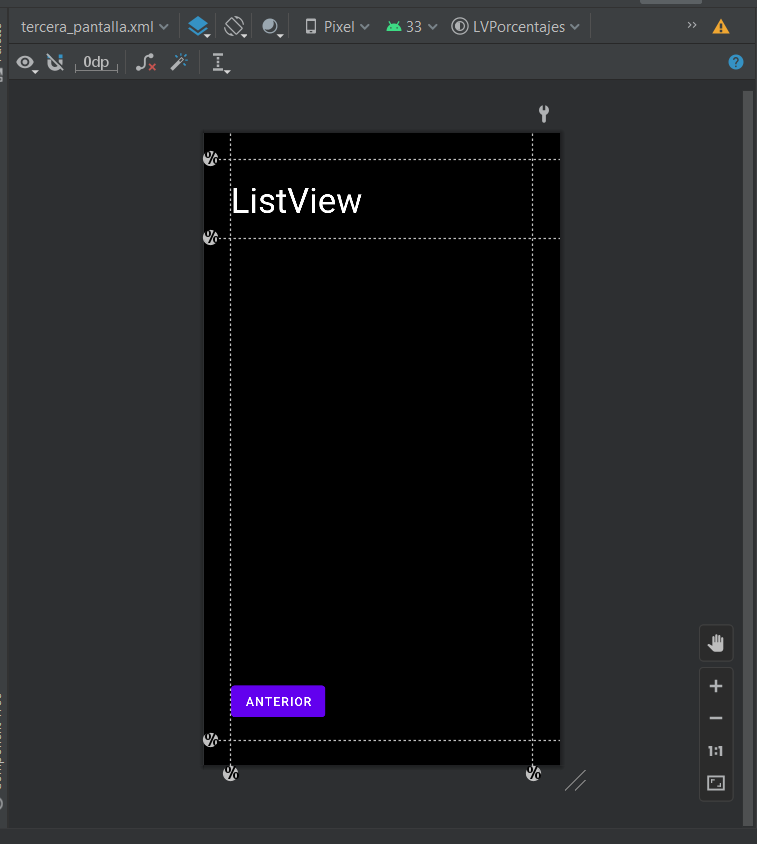 tercera_pantalla.xml Pixel 33 LVPorcentajes
0dp
ListView
ANTERIOR
1:1